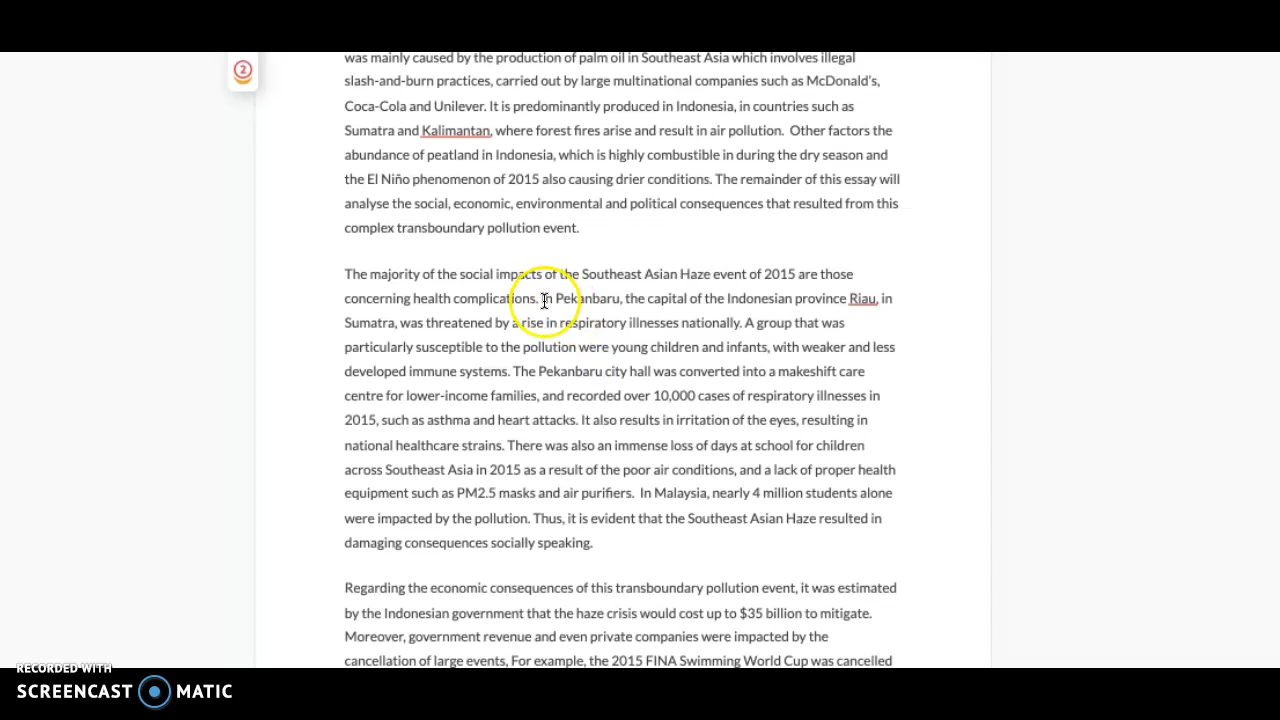 was mainly caused by the production of palm oil in Southeast Asia which involves illegal
2
slash-and-burn practices, carried out by large multinational companies such as McDonald's,
Coca-Cola and Unilever. It is predominantly produced in Indonesia, in countries such as
Sumatra and Kalimantan, where forest fires arise and result in air pollution.  Other factors the
abundance of peatland in Indonesia, which is highly combustible in during the dry season and
the El Niño phenomenon of 2015 also causing drier conditions. The remainder of this essay will
analyse the social, economic, environmental and political consequences that resulted from this
complex transboundary pollution event.
The majority of the social impacts of the Southeast Asian Haze event of 2015 are those
concerning health complications. In Pekanbaru, the capital of the Indonesian province Riau, in
Sumatra, was threatened by a rise in respiratory illnesses nationally. A group that was
particularly susceptible to the pollution were young children and infants, with weaker and less
developed immune systems. The Pekanbaru city hall was converted into a makeshift care
centre for lower-income families, and recorded over 10,000 cases of respiratory illnesses in
2015, such as asthma and heart attacks. It also results in irritation of the eyes, resulting in
national healthcare strains. There was also an immense loss of days at school for children
across Southeast Asia in 2015 as a result of the poor air conditions, and a lack of proper health
equipment such as PM2.5 masks and air purifiers.  In Malaysia, nearly 4 million students alone
were impacted by the pollution. Thus, it is evident that the Southeast Asian Haze resulted in
damaging consequences socially speaking.
Regarding the economic consequences of this transboundary pollution event, it was estimated
by the Indonesian government that the haze crisis would cost up to $35 billion to mitigate.
Moreover, government revenue and even private companies were impacted by the
cancellation of large events, For example, the 2015 FINA Swimming World Cup was cancelled
RECORDED WITH
SCREENCAST MATIC